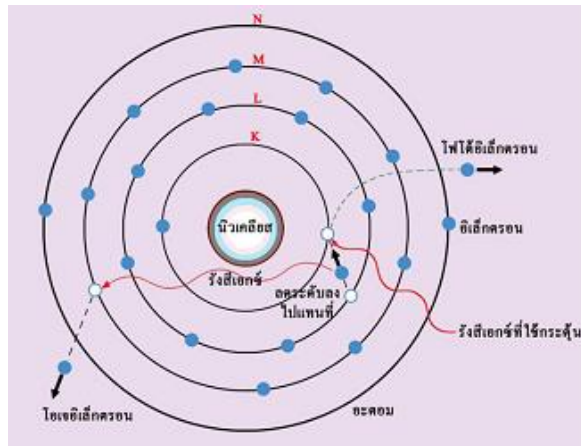 N
M
L
K
โฟโต้อิเล็กตรอน
นิวเคลียส
อิเล็กตรอน
รังสีเอกซ์
ลดระดับลง
ไปแทนที่
รังสีเอกซ์ที่ใช้กระตุ้น
อะตอม
โอเจอิเล็กตรอน